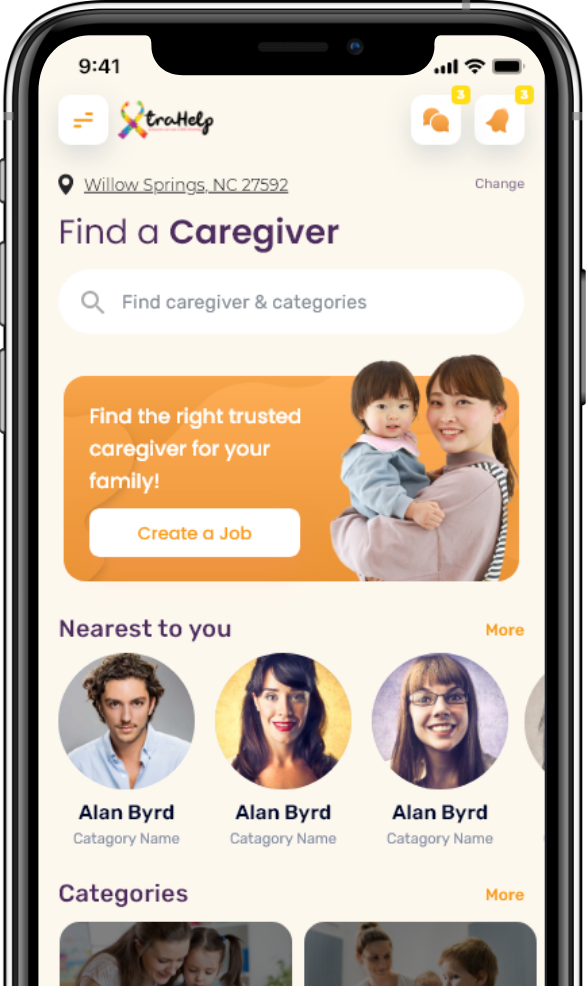 9:41
3
3
XtraHelp
Willow Springs, NC 27592
Change
Find a Caregiver
Find caregiver & categories
Find the right trusted
caregiver for your
family!
Create a Job
Nearest to you
More
Alan Byrd
Alan Byrd
Alan Byrd
Catagory Name
Catagory Name
Catagory Name
Categories
More